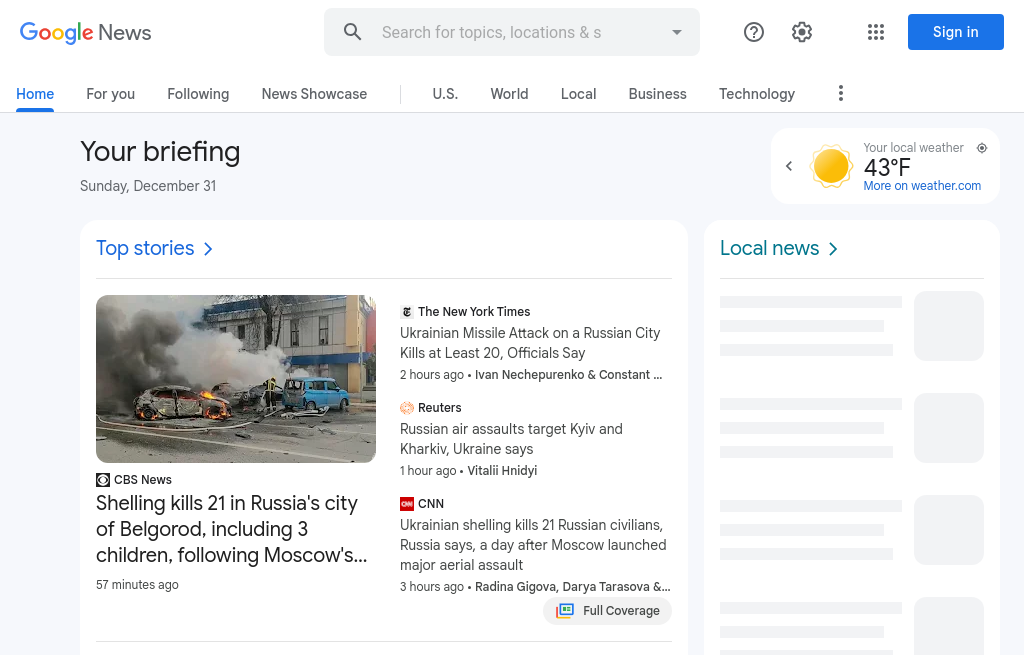 Google News
Search for topics, locations & s
Sign in
Home
For you
Following
News Showcase
U.S.
World
Local
Business
Technology
Your briefing
Sunday, December 31
Your local weather
43°F
More on weather.com
Top stories
CBS News
Shelling kills 21 in Russia's city
of Belgorod, including 3
children, following Moscow's...
57 minutes ago
The New York Times
Ukrainian Missile Attack on a Russian City
Kills at Least 20, Officials Say
2 hours ago • Ivan Nechepurenko & Constant ...
Reuters
Russian air assaults target Kyiv and
Kharkiv, Ukraine says
1 hour ago • Vitalii Hnidyi
CNN
CNN
Ukrainian shelling kills 21 Russian civilians,
Russia says, a day after Moscow launched
major aerial assault
3 hours ago • Radina Gigova, Darya Tarasova &...
Full Coverage
Local news